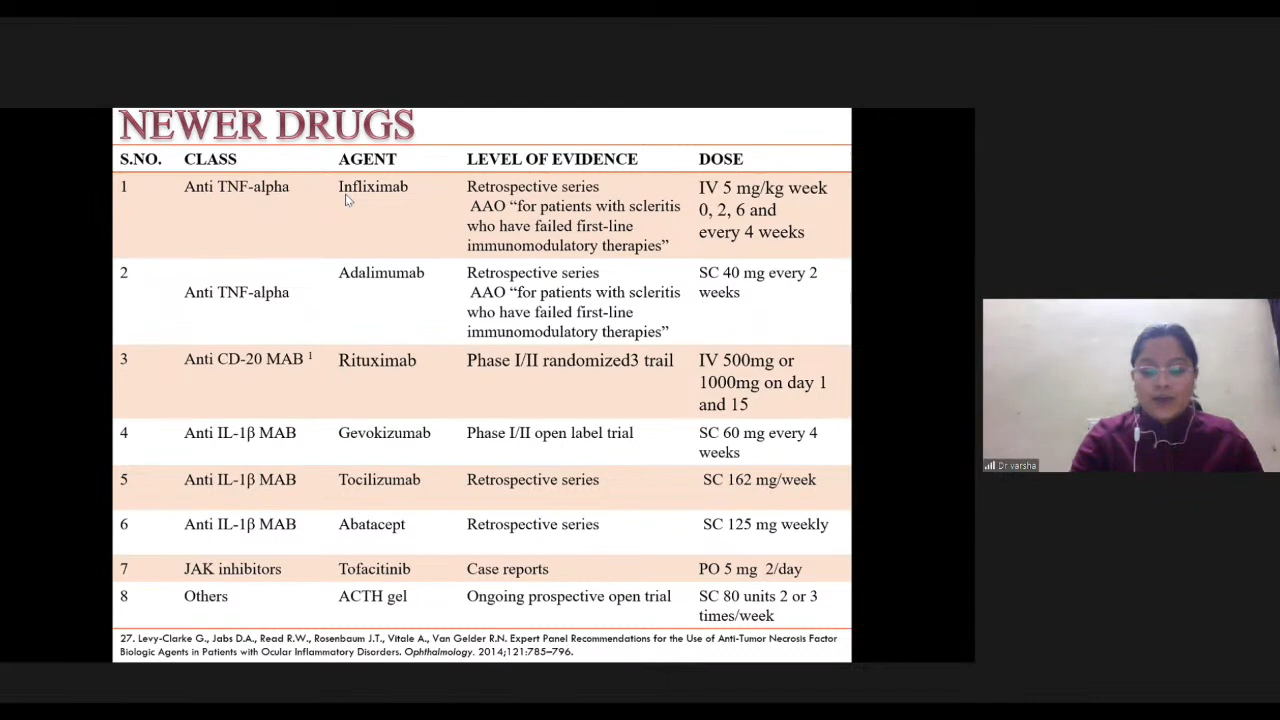 NEWER DRUGS
S.NO. CLASS AGENT LEVEL OF EVIDENCE DOSE
1 Anti TNF-alpha Infliximab Retrospective series IV 5 mg/kg week
AAO “for patients with scleritis 0, 2, 6 and
who have failed first-line every 4 weeks
immunomodulatory therapies”
2 Adalimumab Retrospective series SC 40 mg every 2
Anti TNF-alpha AAO “for patients with scleritis weeks
who have failed first-line
immunomodulatory therapies”
3 Anti CD-20 MAB 1 Rituximab Phase I/II randomized3 trail IV 500mg or
1000mg on day 1
and 15
4 Anti IL-1β MAB Gevokizumab Phase I/II open label trial SC 60 mg every 4
weeks
5 Anti IL-1β MAB Tocilizumab Retrospective series SC 162 mg/week
6 Anti IL-1β MAB Abatacept Retrospective series SC 125 mg weekly
7 JAK inhibitors Tofacitinib Case reports PO 5 mg 2/day
8 Others ACTH gel Ongoing prospective open trial SC 80 units 2 or 3
times/week
27. Levy-Clarke G., Jabs D.A., Read R.W., Rosenbaum J.T., Vitale A., Van Gelder R.N. Expert Panel Recommendations for the Use of Anti-Tumor Necrosis Factor
Biologic Agents in Patients with Ocular Inflammatory Disorders. Ophthalmology. 2014;121:785–796.
Dr varsha